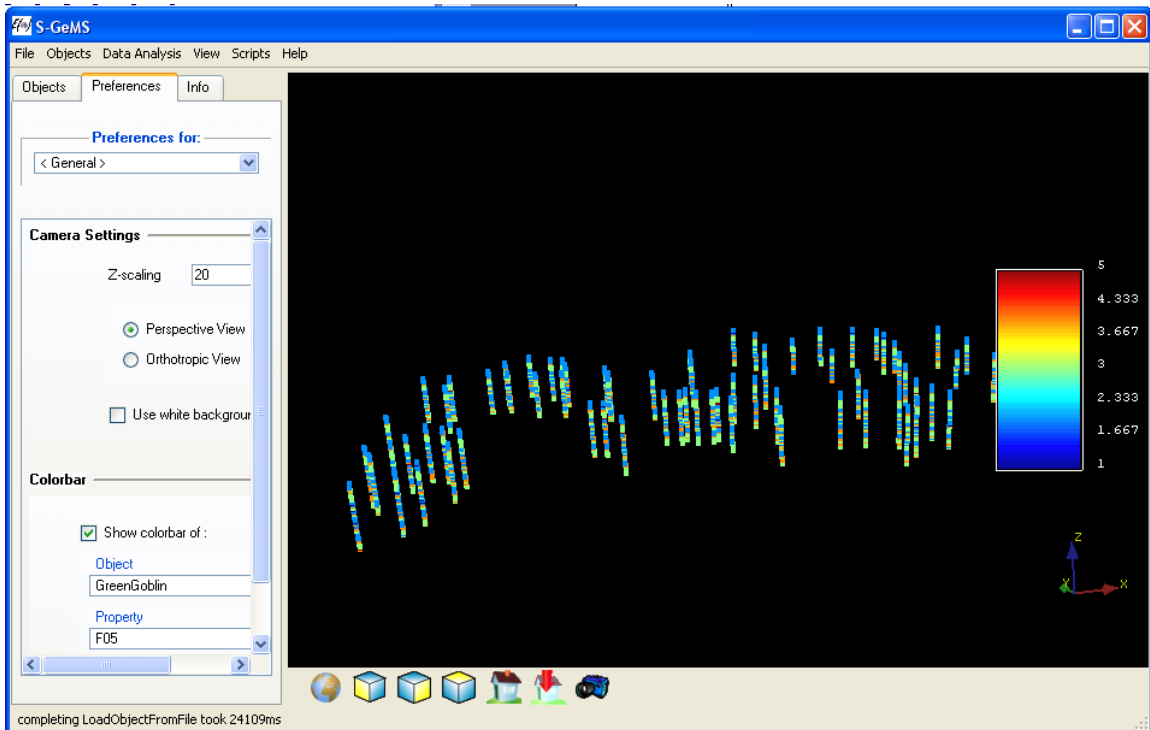 S-GeMS
File Objects Data Analysis View Scripts Help
Objects Preferences Info
Preferences for:
< General >
Camera Settings
Z-scaling 20
Perspective View
Orthotropic View
Use white backgrour
Colorbar
Show colorbar of :
Object
GreenGoblin
Property
F05
5
4.333
3.667
3
2.333
1.667
1
Z
Y
X
completing LoadObjectFromFile took 24109ms